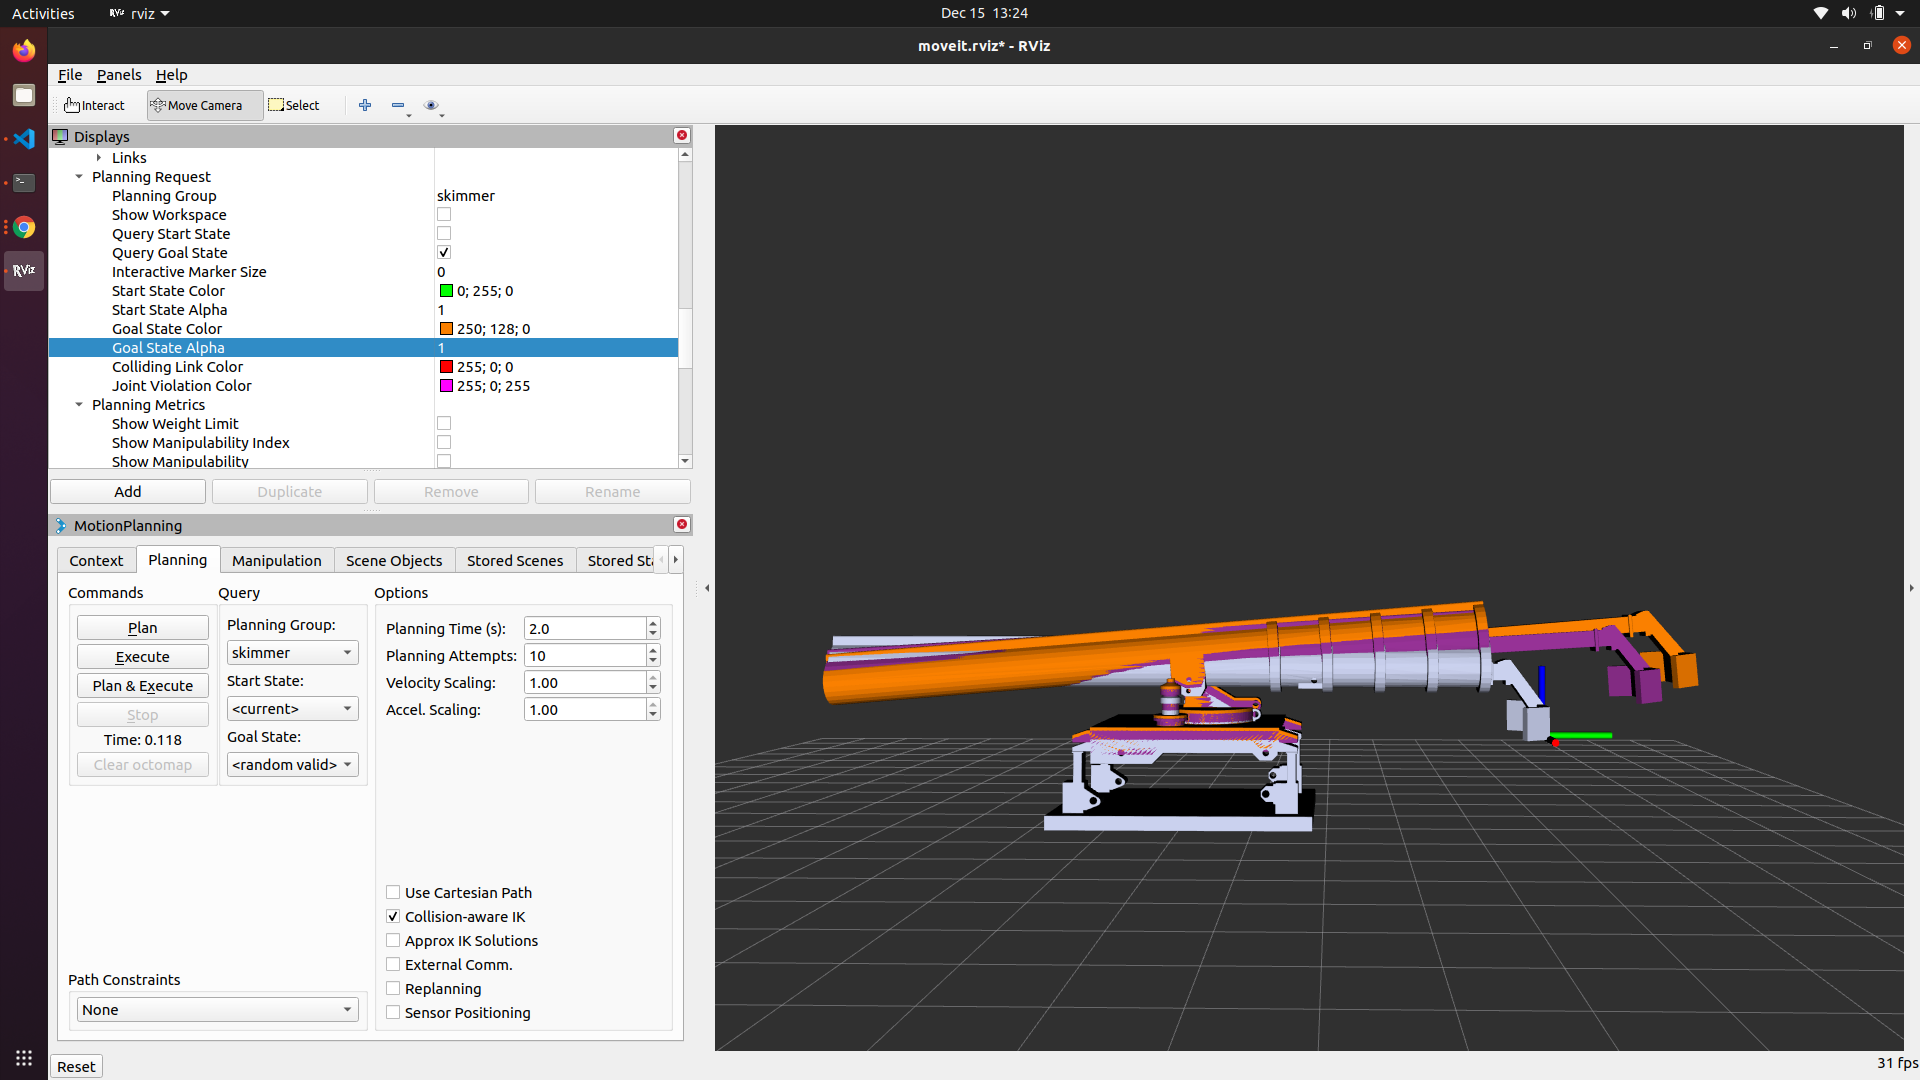 Activities RViz rviz Dec 15 13:24
moveit.rviz* - RViz
File Panels Help
Interact Move Camera Select
Displays
Links
Planning Request
Planning Group skimmer
Show Workspace
Query Start State
Query Goal State
Interactive Marker Size 0
Start State Color 0; 255; 0
Start State Alpha 1
Goal State Color 250; 128; 0
Goal State Alpha 1
Colliding Link Color 255; 0; 0
Joint Violation Color 255; 0; 255
Planning Metrics
Show Weight Limit
Show Manipulability Index
Show Manipulability
Add Duplicate Remove Rename
MotionPlanning
Context Planning Manipulation Scene Objects Stored Scenes Stored Sta
Commands Query Options
Plan
Execute
Plan & Execute
Stop
Time: 0.118
Clear octomap
Planning Group:
skimmer
Start State:
<current>
Goal State:
<random valid>
Planning Time (s): 2.0
Planning Attempts: 10
Velocity Scaling: 1.00
Accel. Scaling: 1.00
Use Cartesian Path
Collision-aware IK
Approx IK Solutions
External Comm.
Replanning
Sensor Positioning
Path Constraints
None
Reset
31 fps
RViz